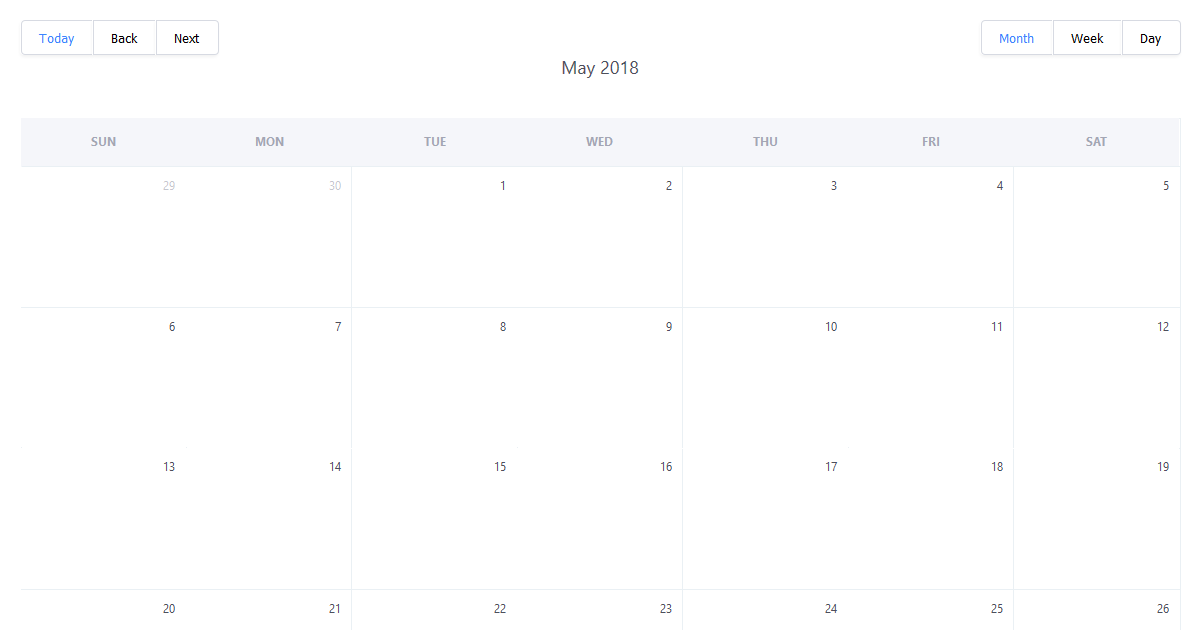 Today Back Next Month Week Day
May 2018
SUN MON TUE WED THU FRI SAT
29 30 1 2 3 4 5
6 7 8 9 10 11 12
13 14 15 16 17 18 19
20 21 22 23 24 25 26